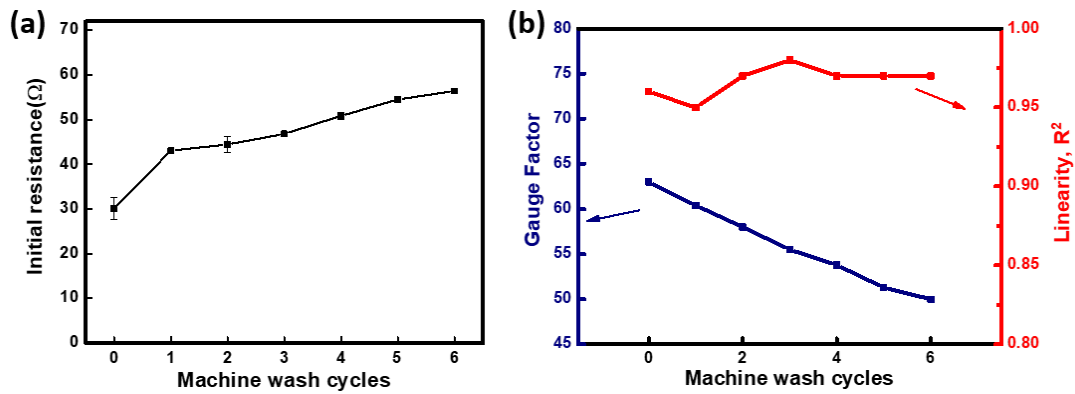 (a)
Initial resistance(Ω)
70
60
50
40
30
20
10
0
0 1 2 3 4 5 6
Machine wash cycles
(b)
Gauge Factor
80
75
70
65
60
55
50
45
0 2 4 6
Machine wash cycles
1.00
0.95
0.90
0.85
0.80
Linearity, R²